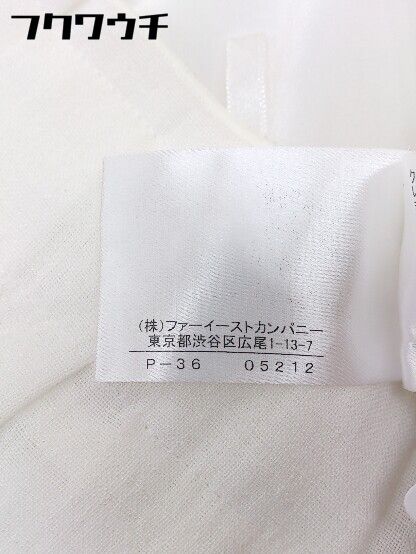 フクワウチ
(株)ファーイーストカンパニー
東京都渋谷区広尾1-13-7
P-36 05212